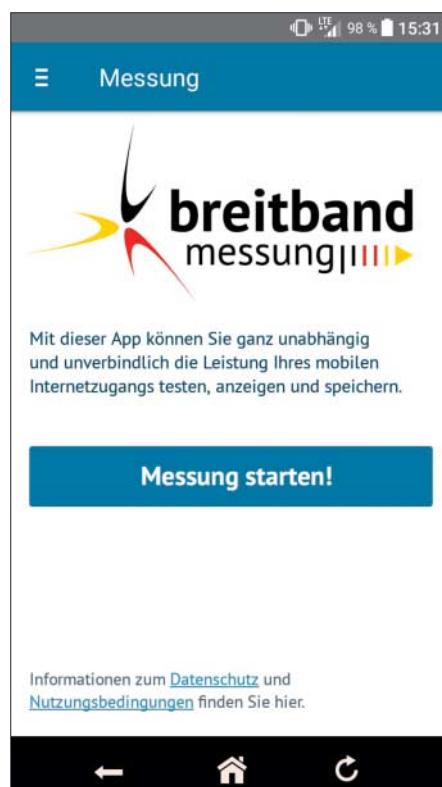 LTE 98 % 15:31
Messung
breitband
messung
Mit dieser App können Sie ganz unabhängig
und unverbindlich die Leistung Ihres mobilen
Internetzugangs testen, anzeigen und speichern.
Messung starten!
Informationen zum Datenschutz und
Nutzungsbedingungen finden Sie hier.